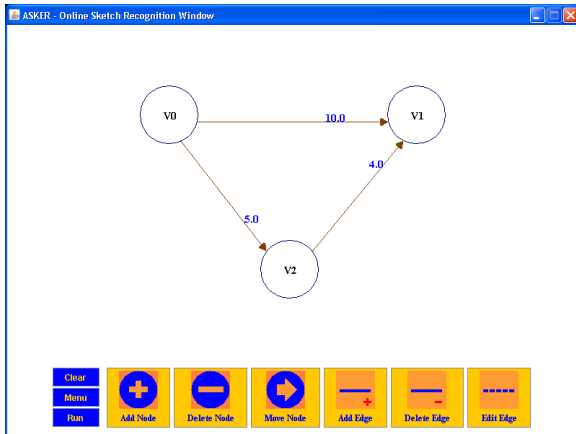 ASKER - Online Sketch Recognition Window
V0
10.0
V1
4.0
5.0
V2
Clear
Menu
Run
Add Node
Delete Node
Move Node
Add Edge
Delete Edge
Edit Edge